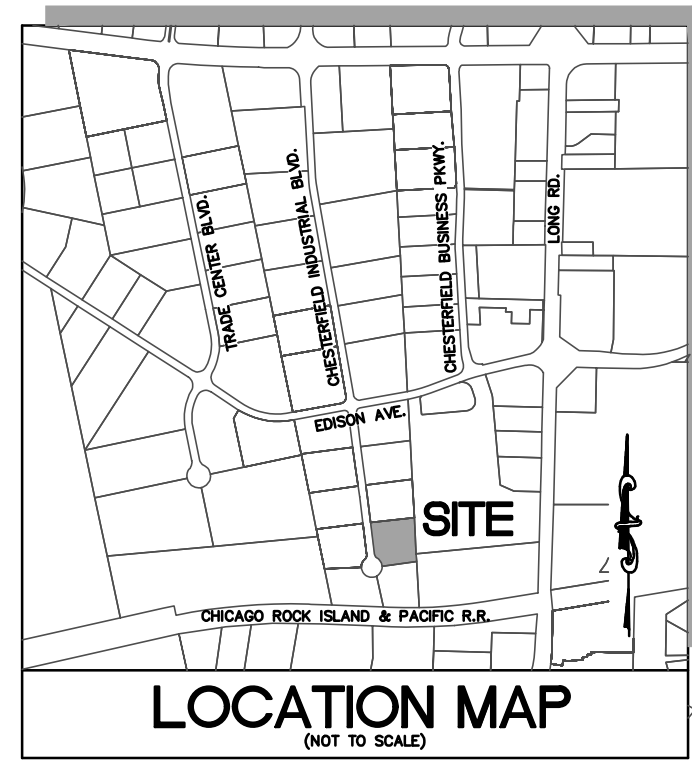 TRADE CENTER BLVD.
CHESTERFIELD INDUSTRIAL BLVD.
CHESTERFIELD BUSINESS PKWY.
LONG RD.
EDISON AVE.
SITE
CHICAGO ROCK ISLAND & PACIFIC R.R.
LOCATION MAP
(NOT TO SCALE)